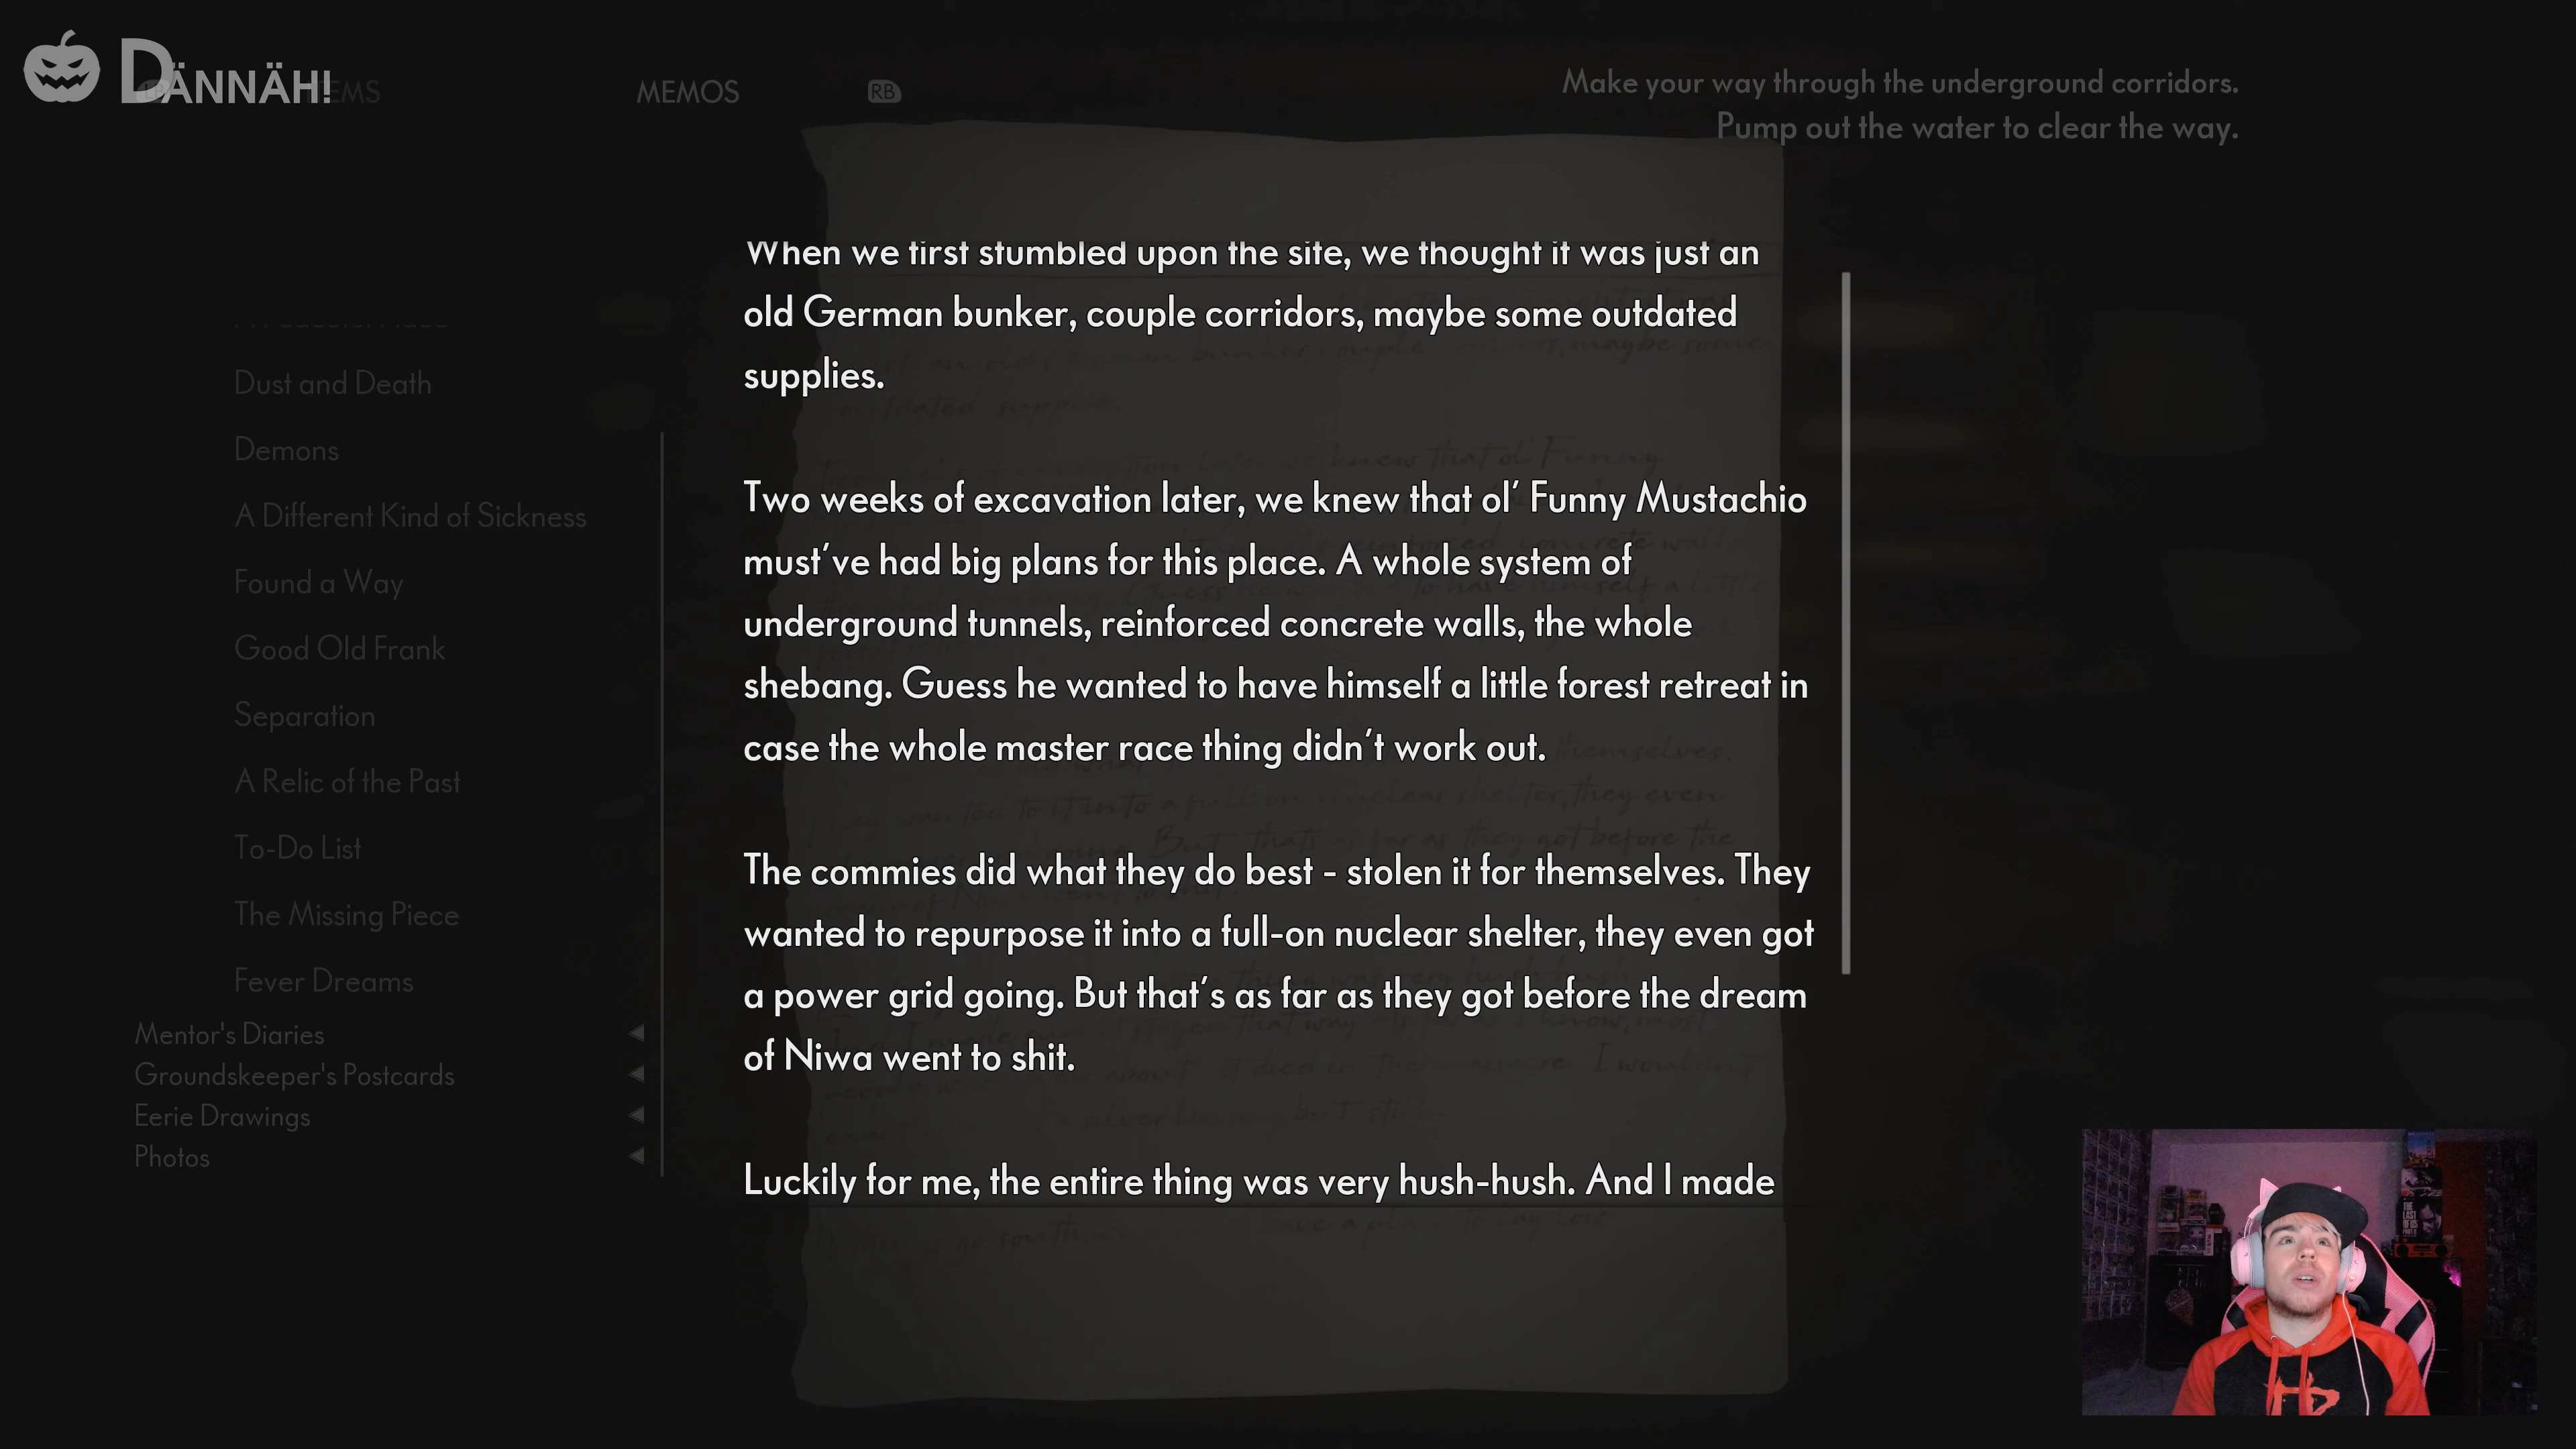 DÄNNÄH!
EMS
MEMOS
RB
Make your way through the underground corridors.
Pump out the water to clear the way.
Dust and Death
Demons
A Different Kind of Sickness
Found a Way
Good Old Frank
Separation
A Relic of the Past
To-Do List
The Missing Piece
Fever Dreams
Mentor's Diaries
Groundskeeper's Postcards
Eerie Drawings
Photos
When we first stumbled upon the site, we thought it was just an
old German bunker, couple corridors, maybe some outdated
supplies.
Two weeks of excavation later, we knew that ol' Funny Mustachio
must've had big plans for this place. A whole system of
underground tunnels, reinforced concrete walls, the whole
shebang. Guess he wanted to have himself a little forest retreat in
case the whole master race thing didn't work out.
The commies did what they do best - stolen it for themselves. They
wanted to repurpose it into a full-on nuclear shelter, they even got
a power grid going. But that's as far as they got before the dream
of Niwa went to shit.
Luckily for me, the entire thing was very hush-hush. And I made